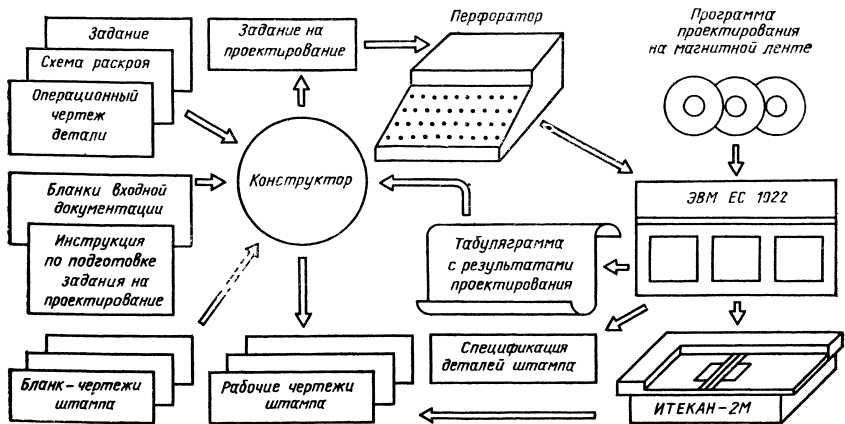 Задание
Схема раскроя
Операционный
чертеж
детали
Задание на
проектирование
Перфоратор
Программа
проектирования
на магнитной ленте
Конструктор
Бланки входной
документации
Инструкция
по подготовке
задания на
проектирование
ЭВМ ЕС 1022
Табуляграмма
с результатами
проектирования
Бланк-чертежи
штампа
Рабочие чертежи
штампа
Спецификация
деталей штампа
ИТЕКАН-2М